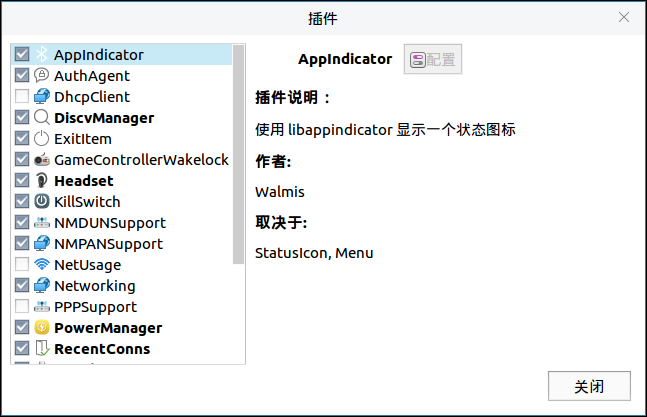 插件
AppIndicator
AuthAgent
DhcpClient
DiscvManager
ExitItem
GameControllerWakelock
Headset
KillSwitch
NMDUNSupport
NMPANSupport
NetUsage
Networking
PPPSupport
PowerManager
RecentConns
AppIndicator 配置
插件说明：
使用 libappindicator 显示一个状态图标
作者:
Walmis
取决于:
StatusIcon, Menu
关闭